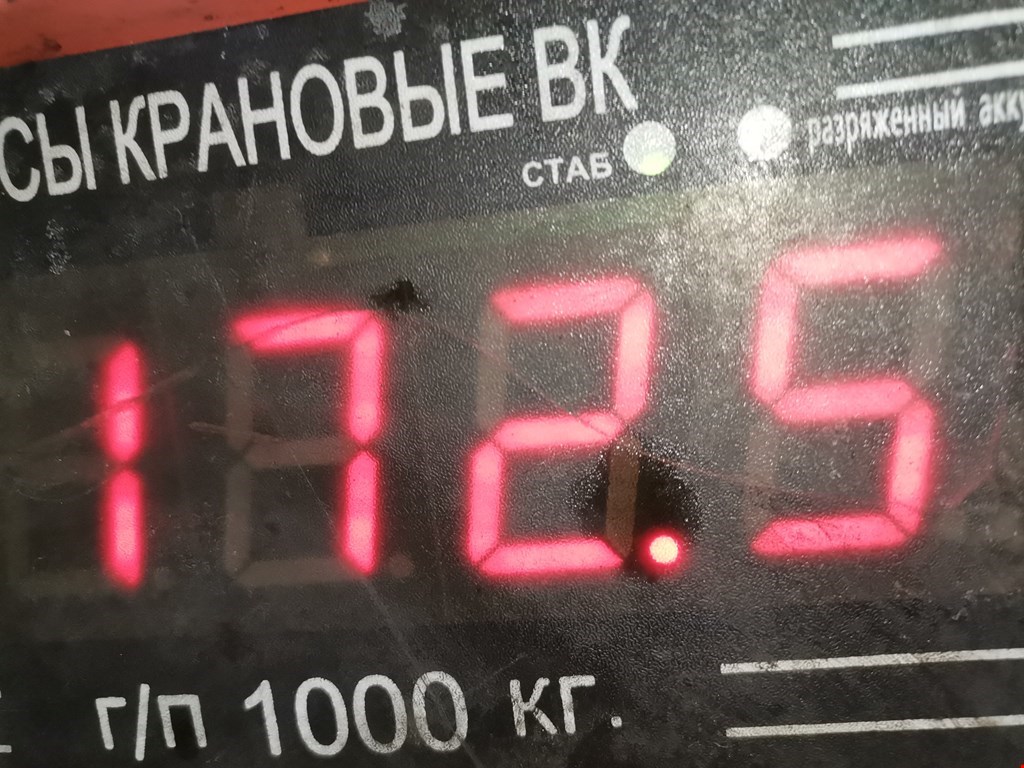 СЫ КРАНОВЫЕ ВК
СТАБ разряженный акку
172.5
г/п 1000 кг.